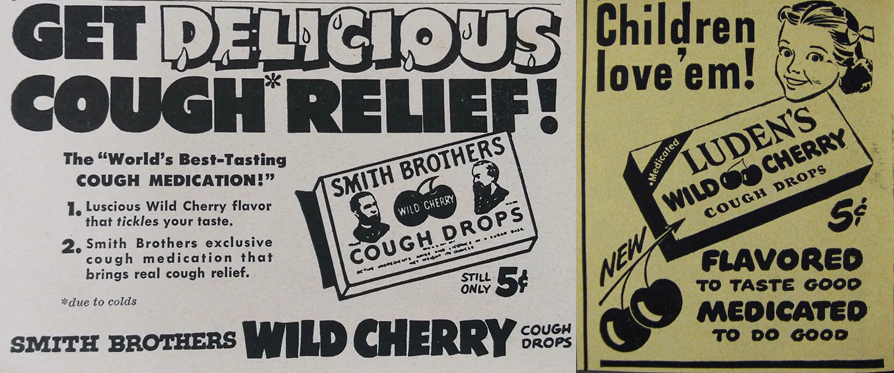 GET DELICIOUS
COUGH* RELIEF!
The "World's Best-Tasting
COUGH MEDICATION!"
1. Luscious Wild Cherry flavor
that tickles your taste.
2. Smith Brothers exclusive
cough medication that
brings real cough relief.
*due to colds
SMITH BROTHERS
WILD CHERRY
COUGH DROPS
STILL
ONLY 5¢
SMITH BROTHERS WILD CHERRY COUGH
DROPS
Children
love 'em!
•Medicated
LUDEN'S
WILD CHERRY
COUGH DROPS
5¢
NEW
FLAVORED
TO TASTE GOOD
MEDICATED
TO DO GOOD